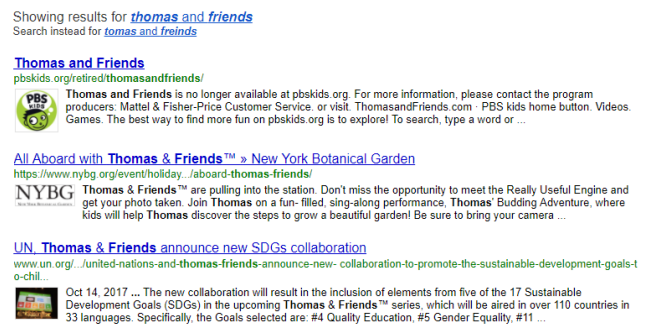 Showing results for thomas and friends
Search instead for tomas and freinds
Thomas and Friends
pbskids.org/retired/thomasandfriends/
PBS KIDS
Thomas and Friends is no longer available at pbskids.org. For more information, please contact the program
producers: Mattel & Fisher-Price Customer Service. or visit. ThomasandFriends.com · PBS kids home button. Videos.
Games. The best way to find more fun on pbskids.org is to explore! To search, type a word or ...
All Aboard with Thomas & Friends™ » New York Botanical Garden
https://www.nybg.org/event/holiday.../aboard-thomas-friends/
NYBG
NEW YORK BOTANICAL GARDEN
Thomas & Friends™ are pulling into the station. Don't miss the opportunity to meet the Really Useful Engine and
get your photo taken. Join Thomas on a fun- filled, sing-along performance, Thomas' Budding Adventure, where
kids will help Thomas discover the steps to grow a beautiful garden! Be sure to bring your camera ...
UN, Thomas & Friends announce new SDGs collaboration
www.un.org/.../united-nations-and-thomas-friends-announce-new- collaboration-to-promote-the-sustainable-development-goals-t
o-chil...
Oct 14, 2017 ... The new collaboration will result in the inclusion of elements from five of the 17 Sustainable
Development Goals (SDGs) in the upcoming Thomas & Friends™ series, which will be aired in over 110 countries in
33 languages. Specifically, the Goals selected are: #4 Quality Education, #5 Gender Equality, #11 ...